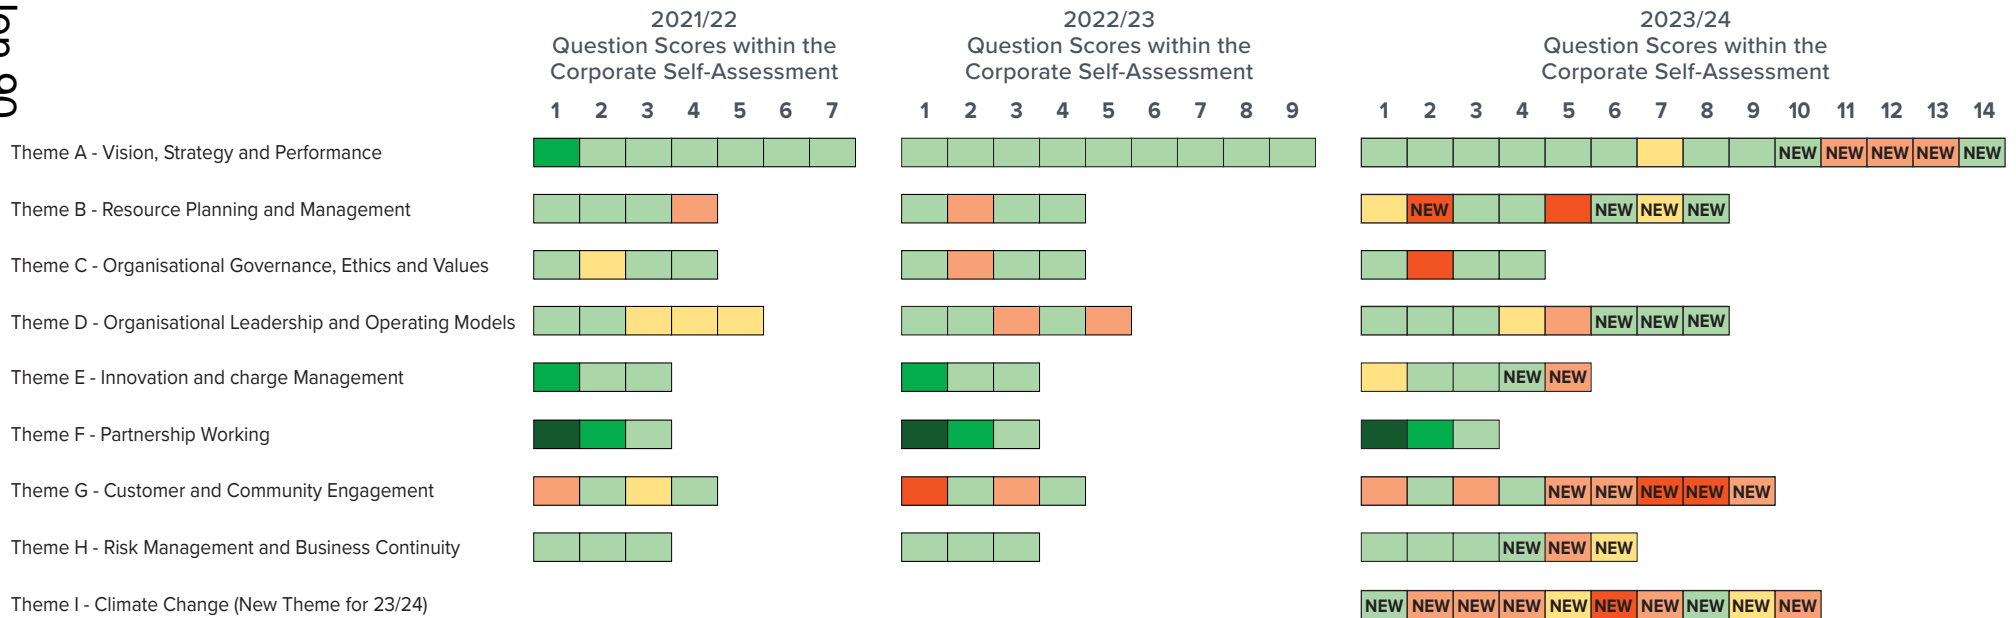 2021/22
Question Scores within the
Corporate Self-Assessment
2022/23
Question Scores within the
Corporate Self-Assessment
2023/24
Question Scores within the
Corporate Self-Assessment
1 2 3 4 5 6 7
1 2 3 4 5 6 7 8 9
1 2 3 4 5 6 7 8 9 10 11 12 13 14
Theme A - Vision, Strategy and Performance
NEW NEW NEW NEW NEW
Theme B - Resource Planning and Management
NEW NEW NEW NEW
Theme C - Organisational Governance, Ethics and Values
Theme D - Organisational Leadership and Operating Models
NEW NEW NEW
Theme E - Innovation and charge Management
NEW NEW
Theme F - Partnership Working
Theme G - Customer and Community Engagement
NEW NEW NEW NEW NEW
Theme H - Risk Management and Business Continuity
NEW NEW NEW
Theme I - Climate Change (New Theme for 23/24)
NEW NEW NEW NEW NEW NEW NEW NEW NEW NEW